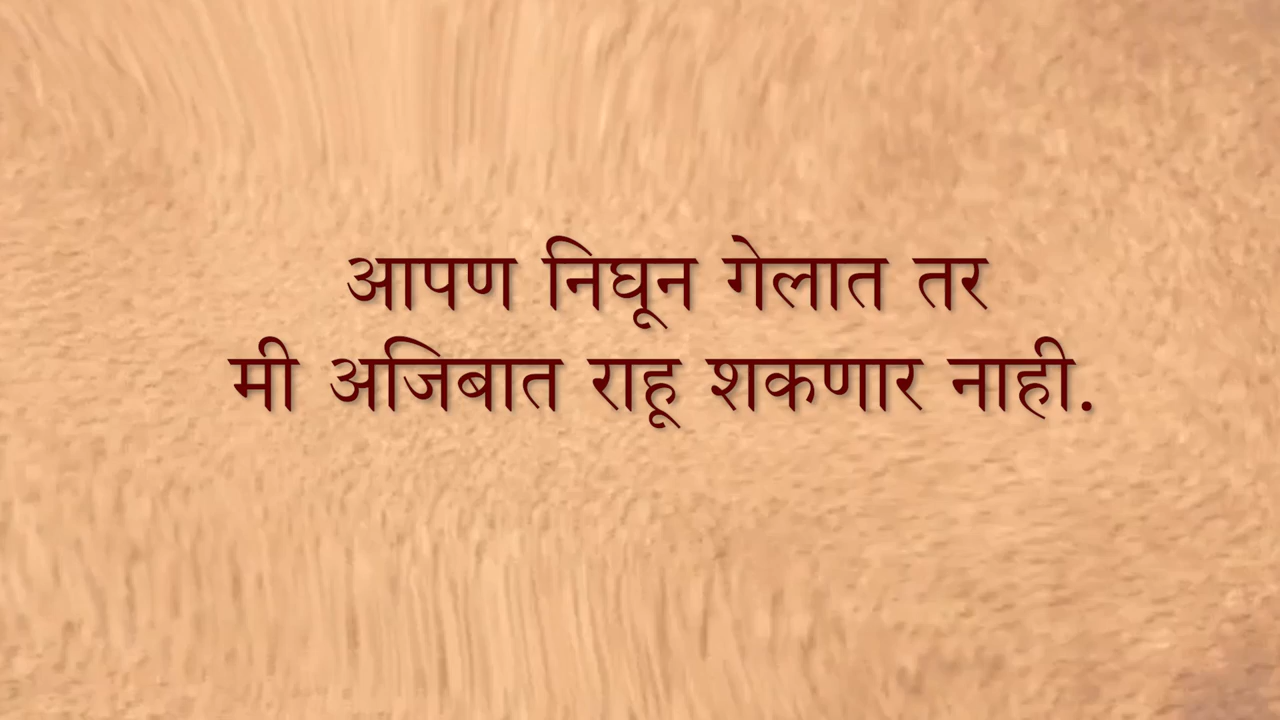 आपण निघून गेलात तर
मी अजिबात राहू शकणार नाही.